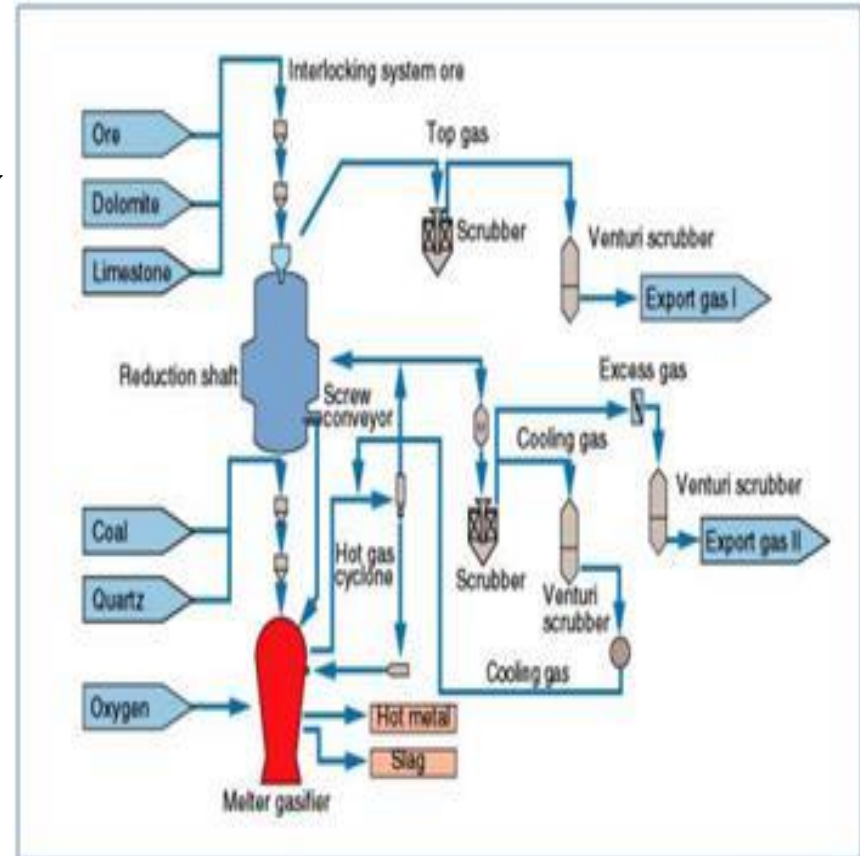 Interlocking system ore
Ore
Top gas
Dolomite
Scrubber
Venturi scrubber
Limestone
Export gas I
Reduction shaft
Excess gas
Screw
conveyor
Cooling gas
Venturi scrubber
Coal
Export gas II
Hot gas
cyclone
Scrubber
Quartz
Venturi
scrubber
Cooling gas
Oxygen
Hot metal
Slag
Melter gasifier